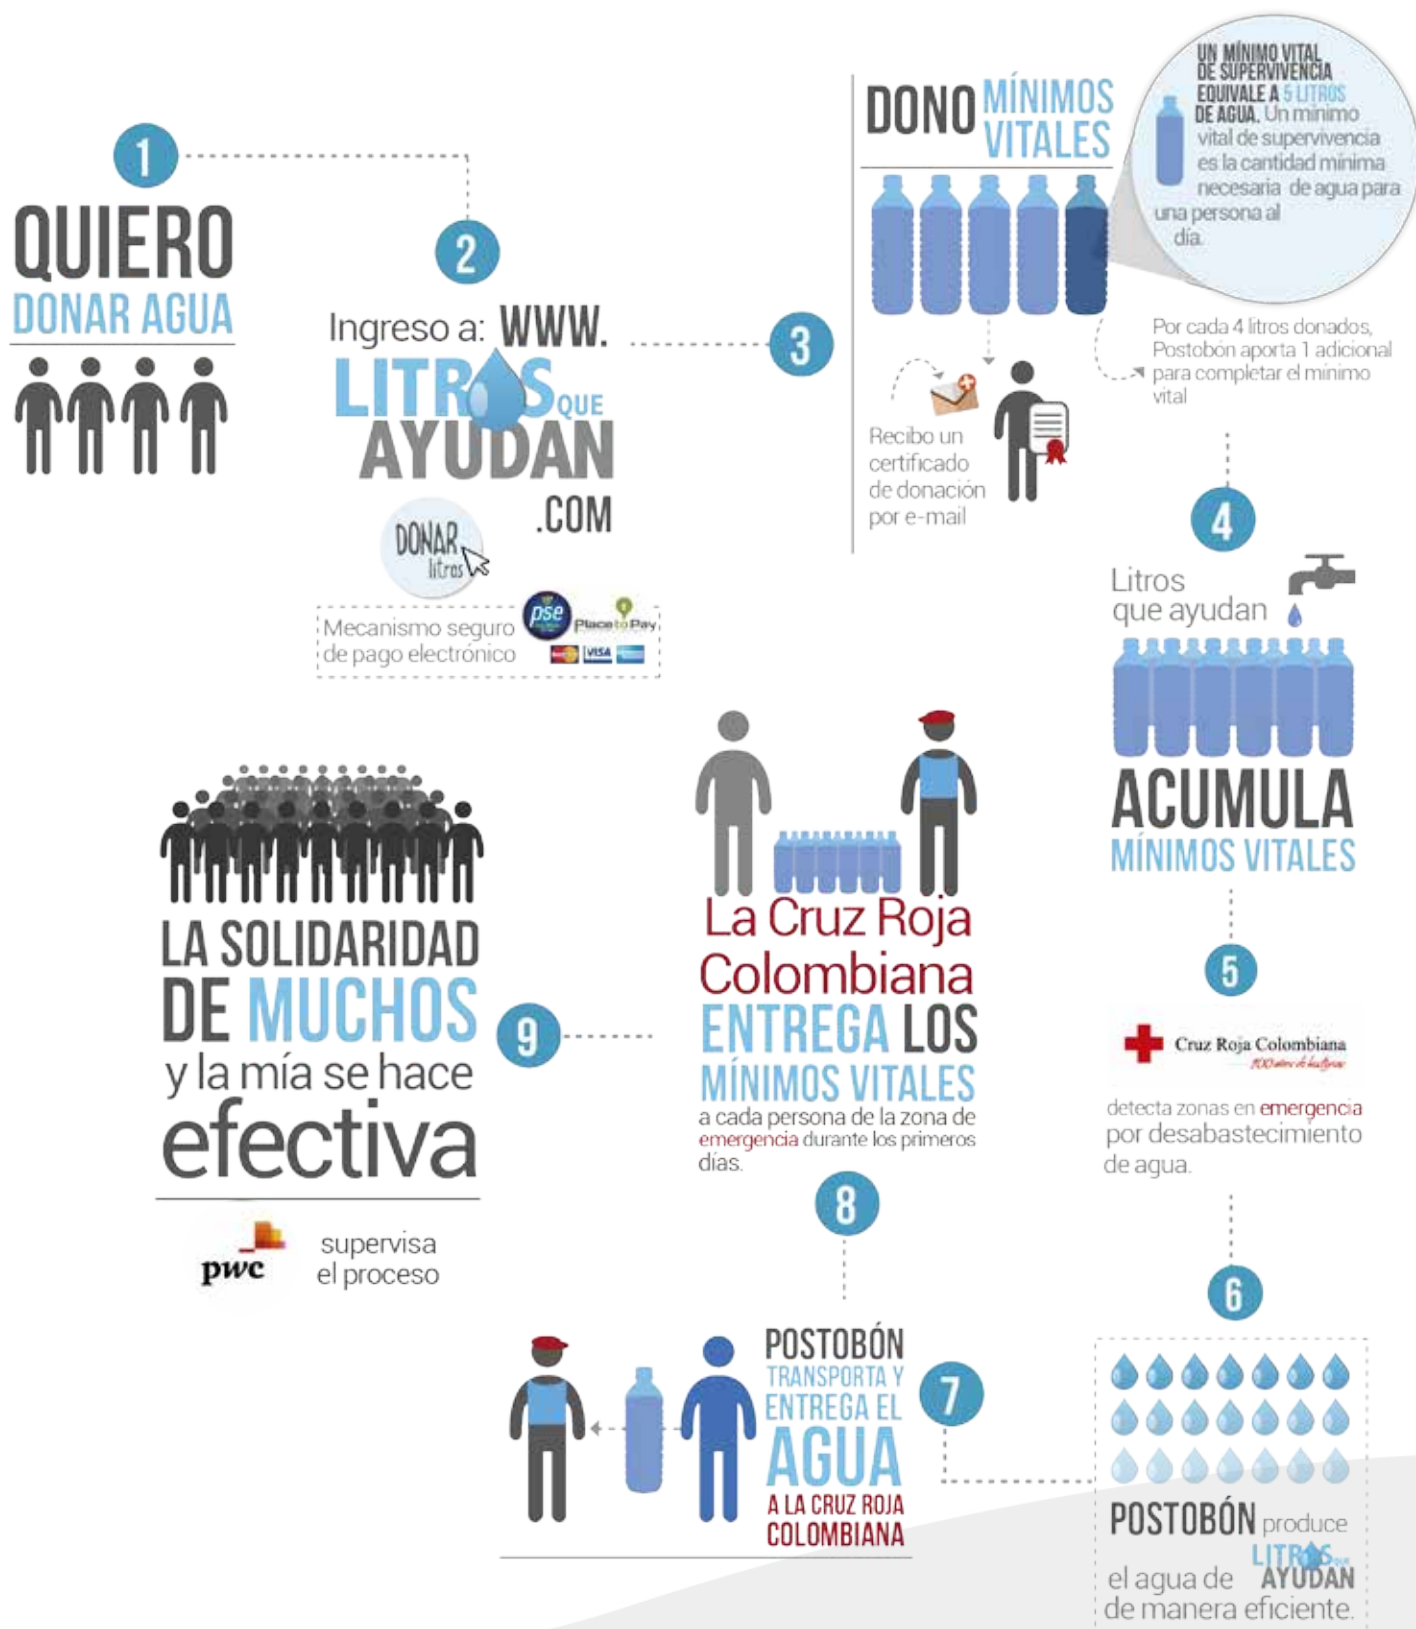 1
QUIERO
DONAR AGUA
2
Ingreso a: WWW.
LITROS QUE
AYUDAN
.COM
DONAR
litros
Mecanismo seguro
de pago electrónico
pse
PlacetoPay
VISA
3
DONO MÍNIMOS
VITALES
UN MÍNIMO VITAL
DE SUPERVIVENCIA
EQUIVALE A 5 LITROS
DE AGUA. Un mínimo
vital de supervivencia
es la cantidad mínima
necesaria de agua para
una persona al
día.
Recibo un
certificado
de donación
por e-mail
Por cada 4 litros donados,
Postobón aporta 1 adicional
para completar el mínimo
vital
4
Litros
que ayudan
ACUMULA
MÍNIMOS VITALES
5
Cruz Roja Colombiana
detecta zonas en emergencia
por desabastecimiento
de agua.
6
POSTOBÓN produce
el agua de LITROS QUE
AYUDAN
de manera eficiente.
7
POSTOBÓN
TRANSPORTA Y
ENTREGA EL
AGUA
A LA CRUZ ROJA
COLOMBIANA
8
La Cruz Roja
Colombiana
ENTREGA LOS
MÍNIMOS VITALES
a cada persona de la zona de
emergencia durante los primeros
días.
9
LA SOLIDARIDAD
DE MUCHOS
y la mía se hace
efectiva
pwc
supervisa
el proceso